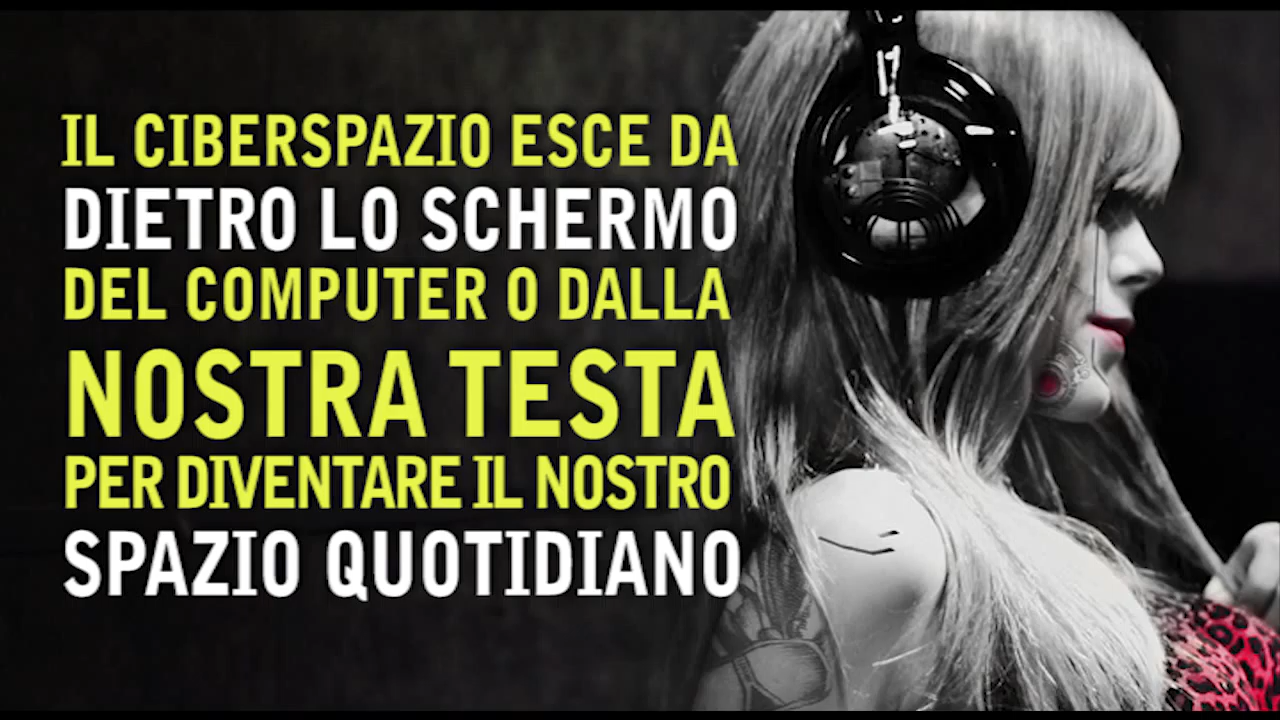 IL CIBERSPAZIO ESCE DA
DIETRO LO SCHERMO
DEL COMPUTER O DALLA
NOSTRA TESTA
PER DIVENTARE IL NOSTRO
SPAZIO QUOTIDIANO